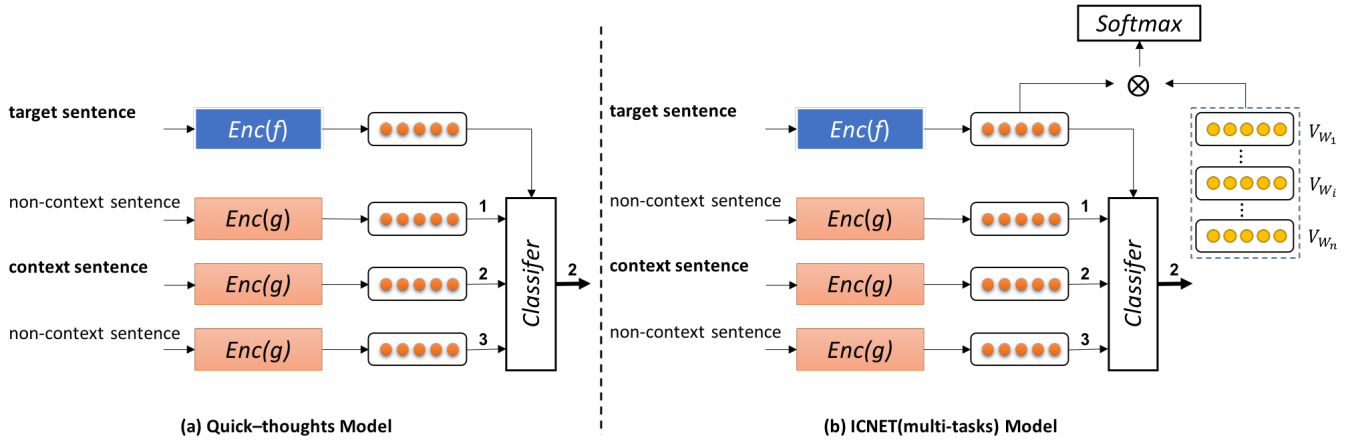 target sentence
Enc(f)
non-context sentence
Enc(g)
1
context sentence
Enc(g)
2
non-context sentence
Enc(g)
3
Classifer
2
(a) Quick–thoughts Model
Softmax
⊗
target sentence
Enc(f)
V_{W_1}
V_{W_i}
V_{W_n}
non-context sentence
Enc(g)
1
context sentence
Enc(g)
2
non-context sentence
Enc(g)
3
Classifer
2
(b) ICNET(multi-tasks) Model